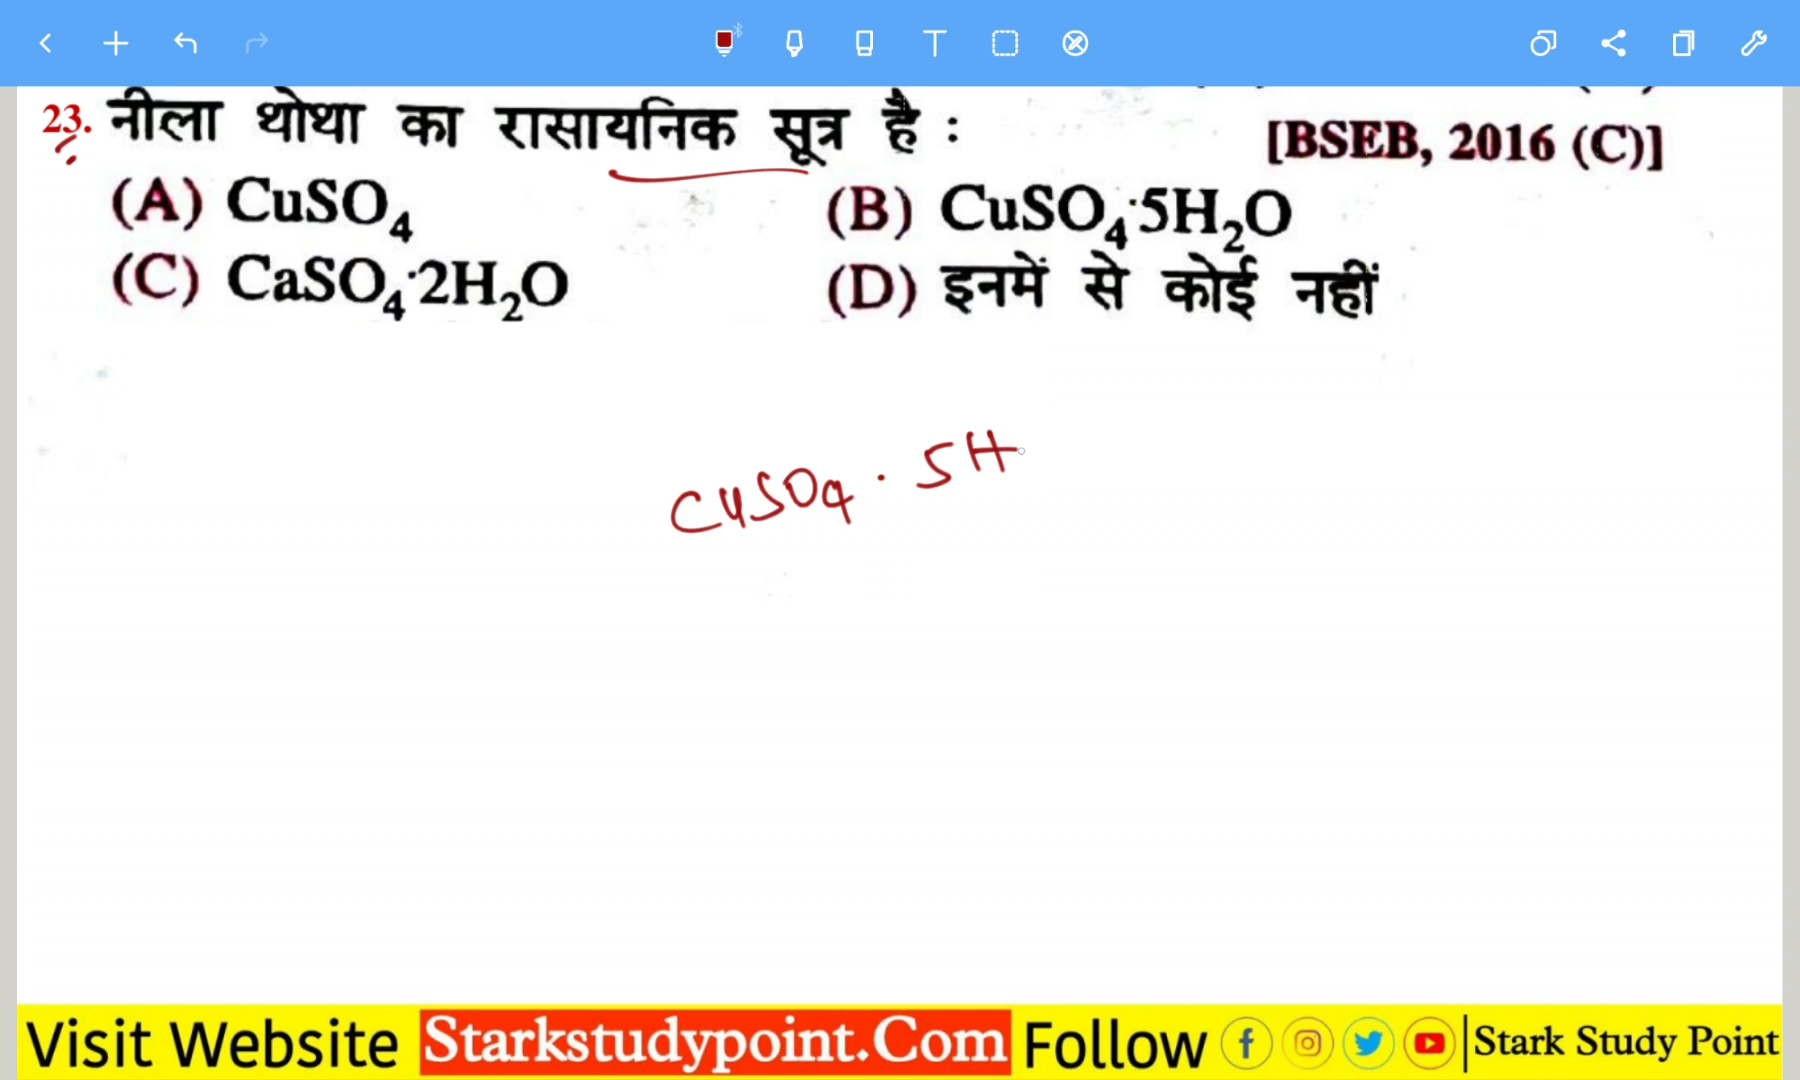 23. नीला थोथा का रासायनिक सूत्र है :
[BSEB, 2016 (C)]
(A) CuSO₄ (B) CuSO₄·5H₂O
(C) CaSO₄·2H₂O (D) इनमें से कोई नहीं
CuSO₄ · 5H
Visit Website Starkstudypoint.Com Follow Stark Study Point